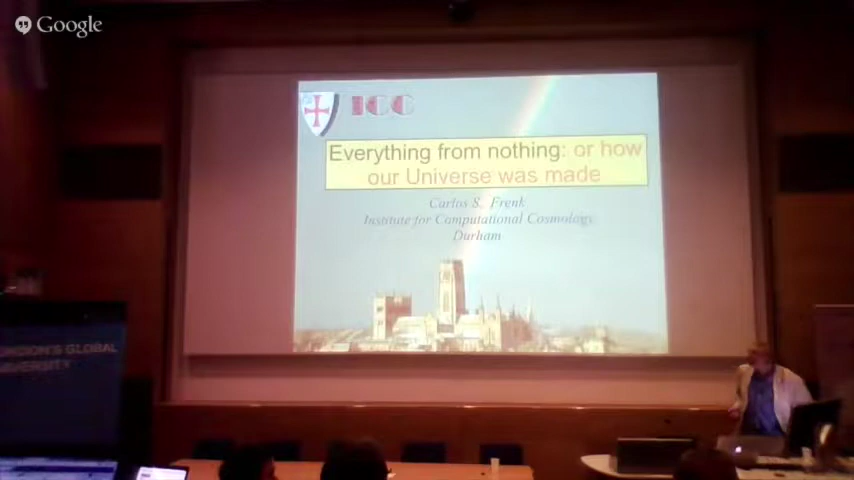 Google
ICC
Everything from nothing: or how
our Universe was made
Carlos S. Frenk
Institute for Computational Cosmology
Durham
LONDON'S GLOBAL
UNIVERSITY